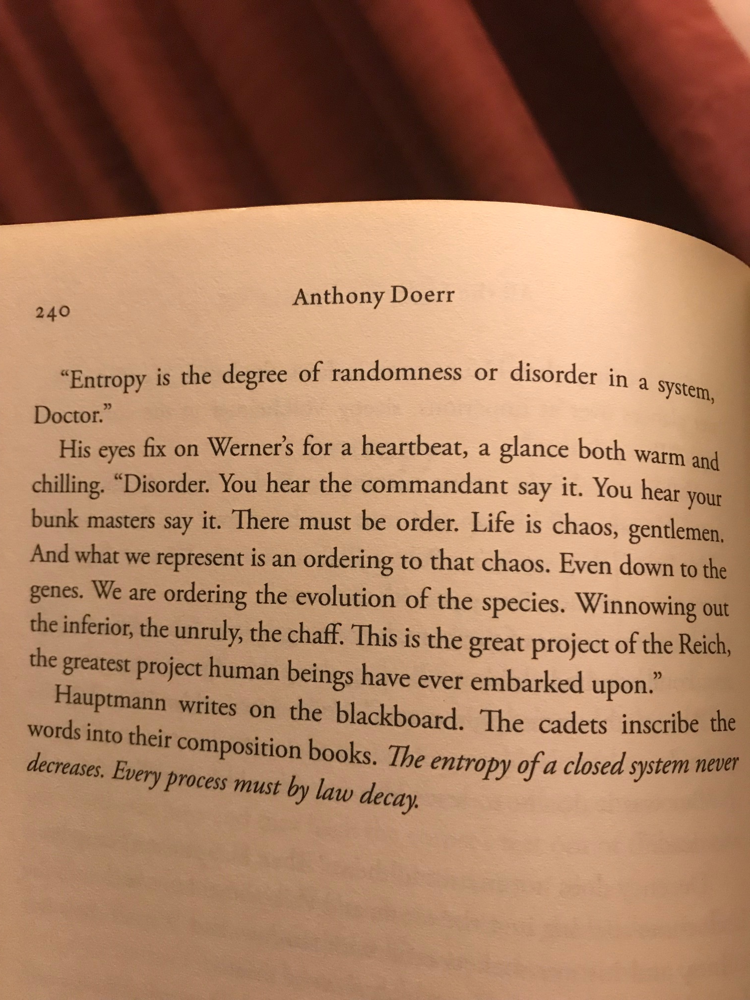 240
Anthony Doerr
“Entropy is the degree of randomness or disorder in a system,
Doctor.”
His eyes fix on Werner’s for a heartbeat, a glance both warm and
chilling. “Disorder. You hear the commandant say it. You hear your
bunk masters say it. There must be order. Life is chaos, gentlemen.
And what we represent is an ordering to that chaos. Even down to the
genes. We are ordering the evolution of the species. Winnowing out
the inferior, the unruly, the chaff. This is the great project of the Reich,
the greatest project human beings have ever embarked upon.”
Hauptmann writes on the blackboard. The cadets inscribe the
words into their composition books. The entropy of a closed system never
decreases. Every process must by law decay.